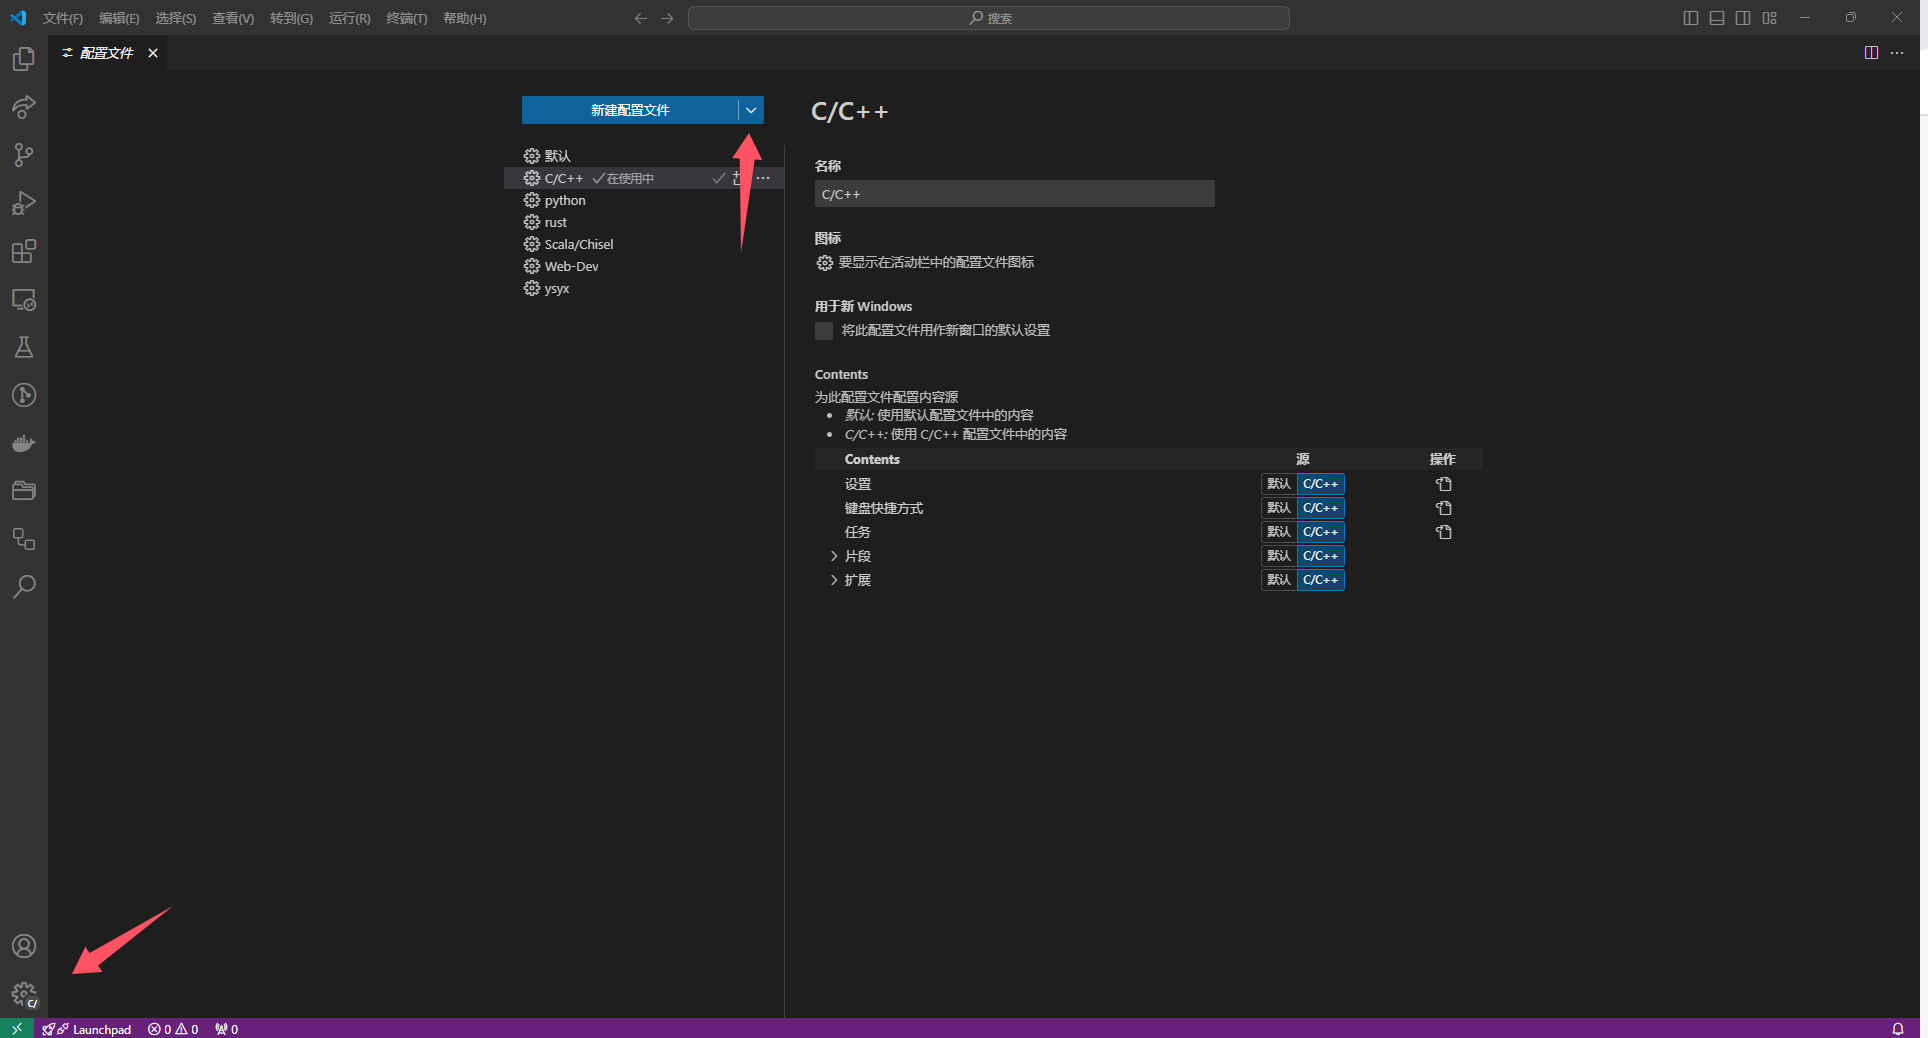 文件(F) 编辑(E) 选择(S) 查看(V) 转到(G) 运行(R) 终端(T) 帮助(H) 搜索
配置文件
新建配置文件
默认
C/C++ 在使用中
python
rust
Scala/Chisel
Web-Dev
ysyx
C/C++
名称
C/C++
图标
要显示在活动栏中的配置文件图标
用于新 Windows
将此配置文件用作新窗口的默认设置
Contents
为此配置文件配置内容源
• 默认: 使用默认配置文件中的内容
• C/C++: 使用 C/C++ 配置文件中的内容
Contents 源 操作
设置 默认 C/C++
键盘快捷方式 默认 C/C++
任务 默认 C/C++
片段 默认 C/C++
扩展 默认 C/C++
C/
Launchpad 0 0 0